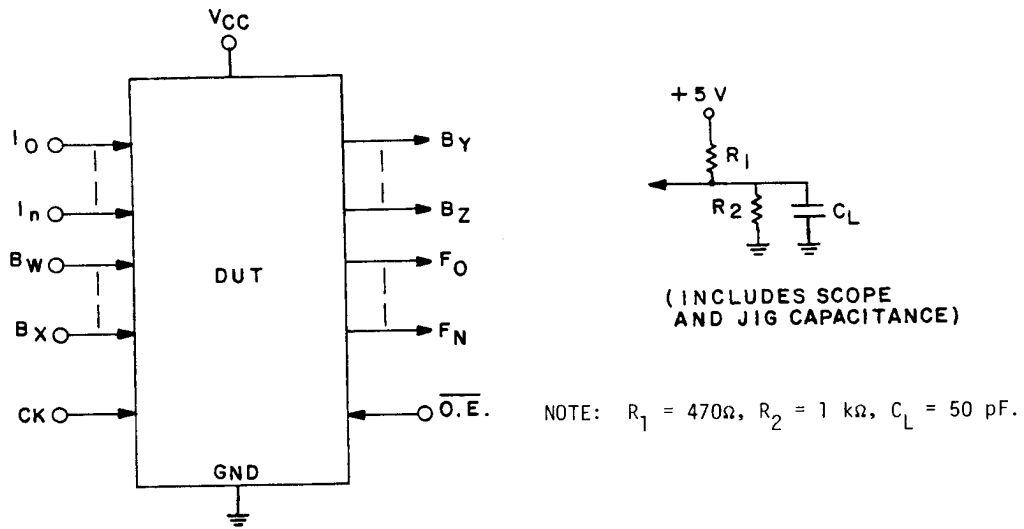 VCC
I0
In
BW
BX
CK
DUT
GND
BY
BZ
F0
FN
O.E.
+5 V
R1
R2
CL
(INCLUDES SCOPE
AND JIG CAPACITANCE)
NOTE: R1 = 470Ω, R2 = 1 kΩ, CL = 50 pF.